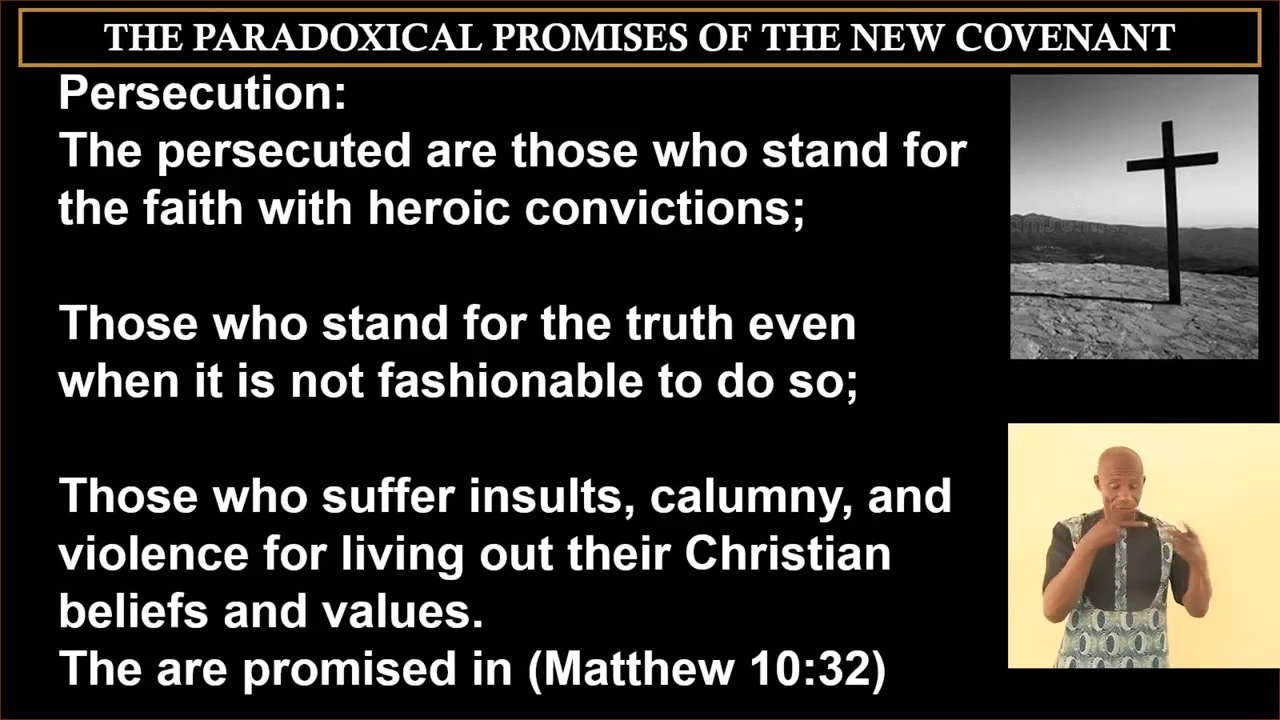 THE PARADOXICAL PROMISES OF THE NEW COVENANT
Persecution:
The persecuted are those who stand for
the faith with heroic convictions;
Those who stand for the truth even
when it is not fashionable to do so;
Those who suffer insults, calumny, and
violence for living out their Christian
beliefs and values.
The are promised in (Matthew 10:32)